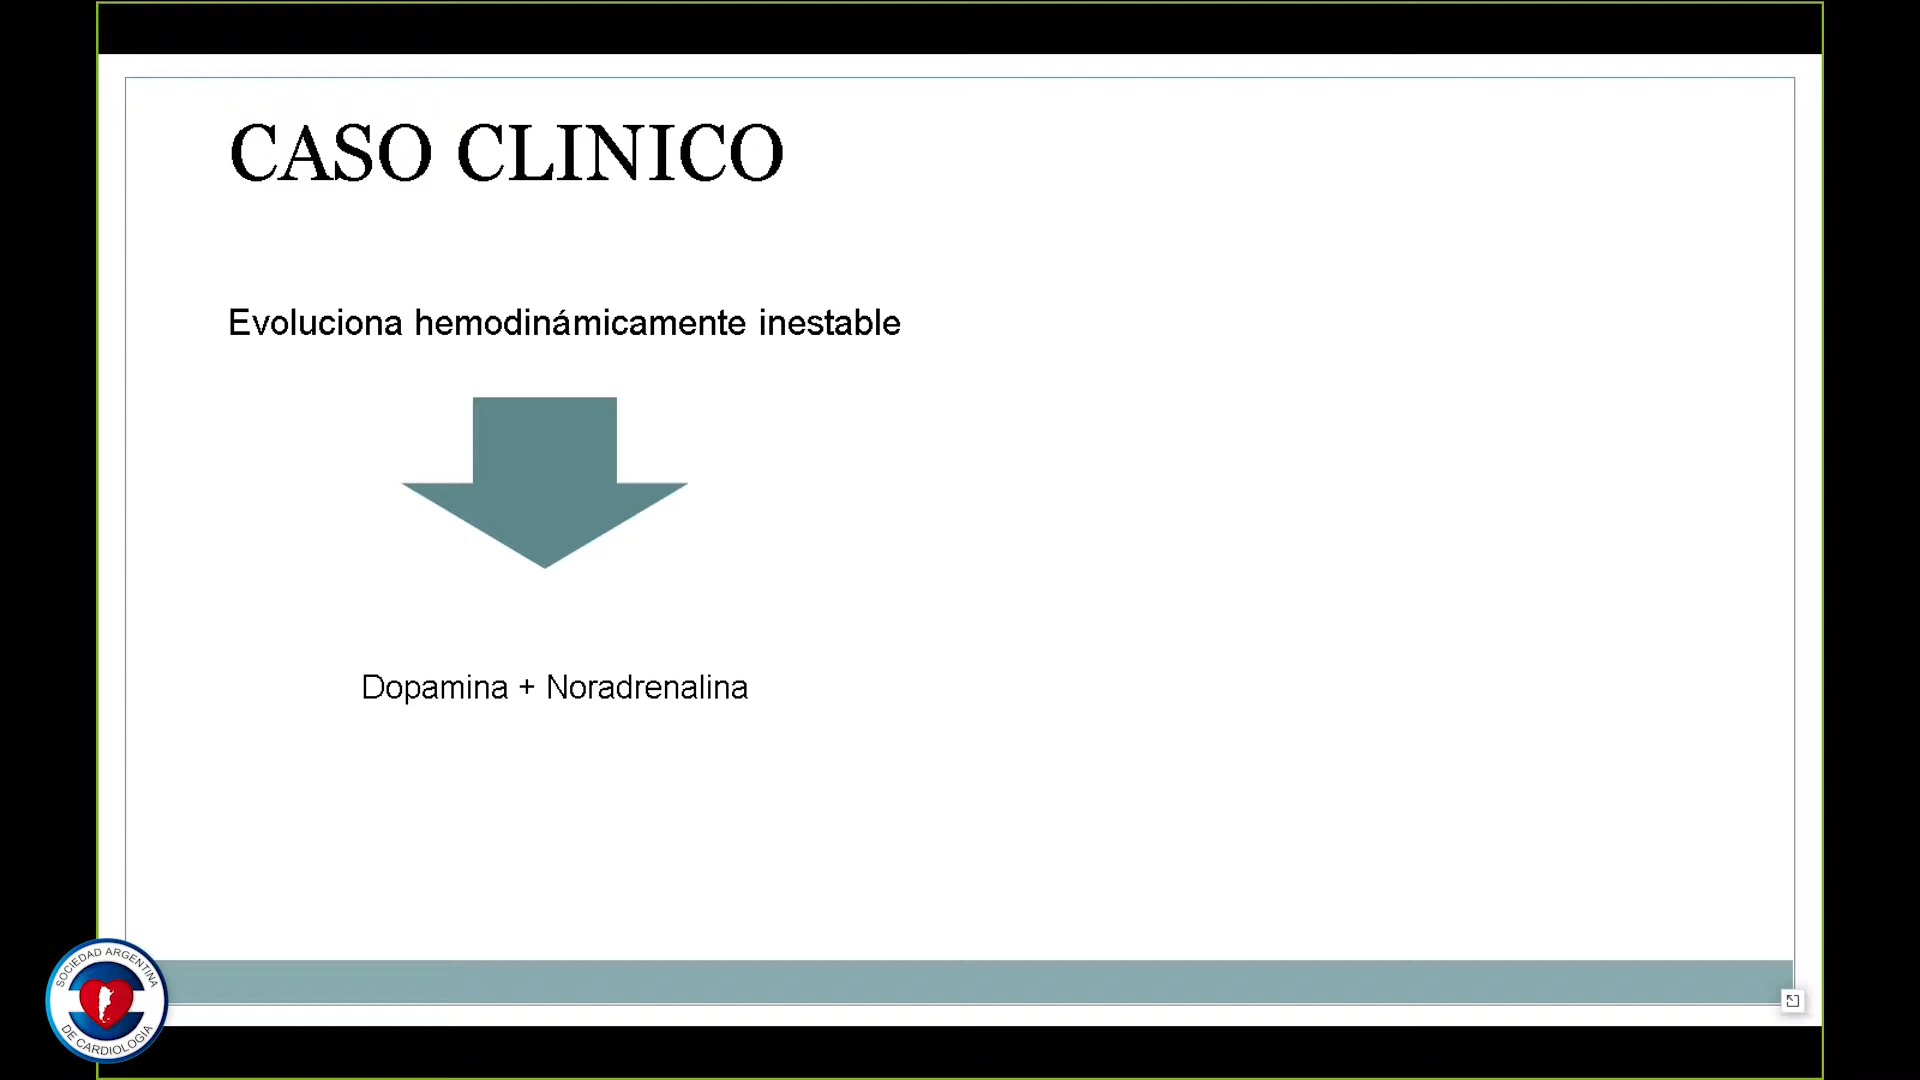 CASO CLINICO
Evoluciona hemodinámicamente inestable
Dopamina + Noradrenalina
SOCIEDAD ARGENTINA
DE CARDIOLOGIA